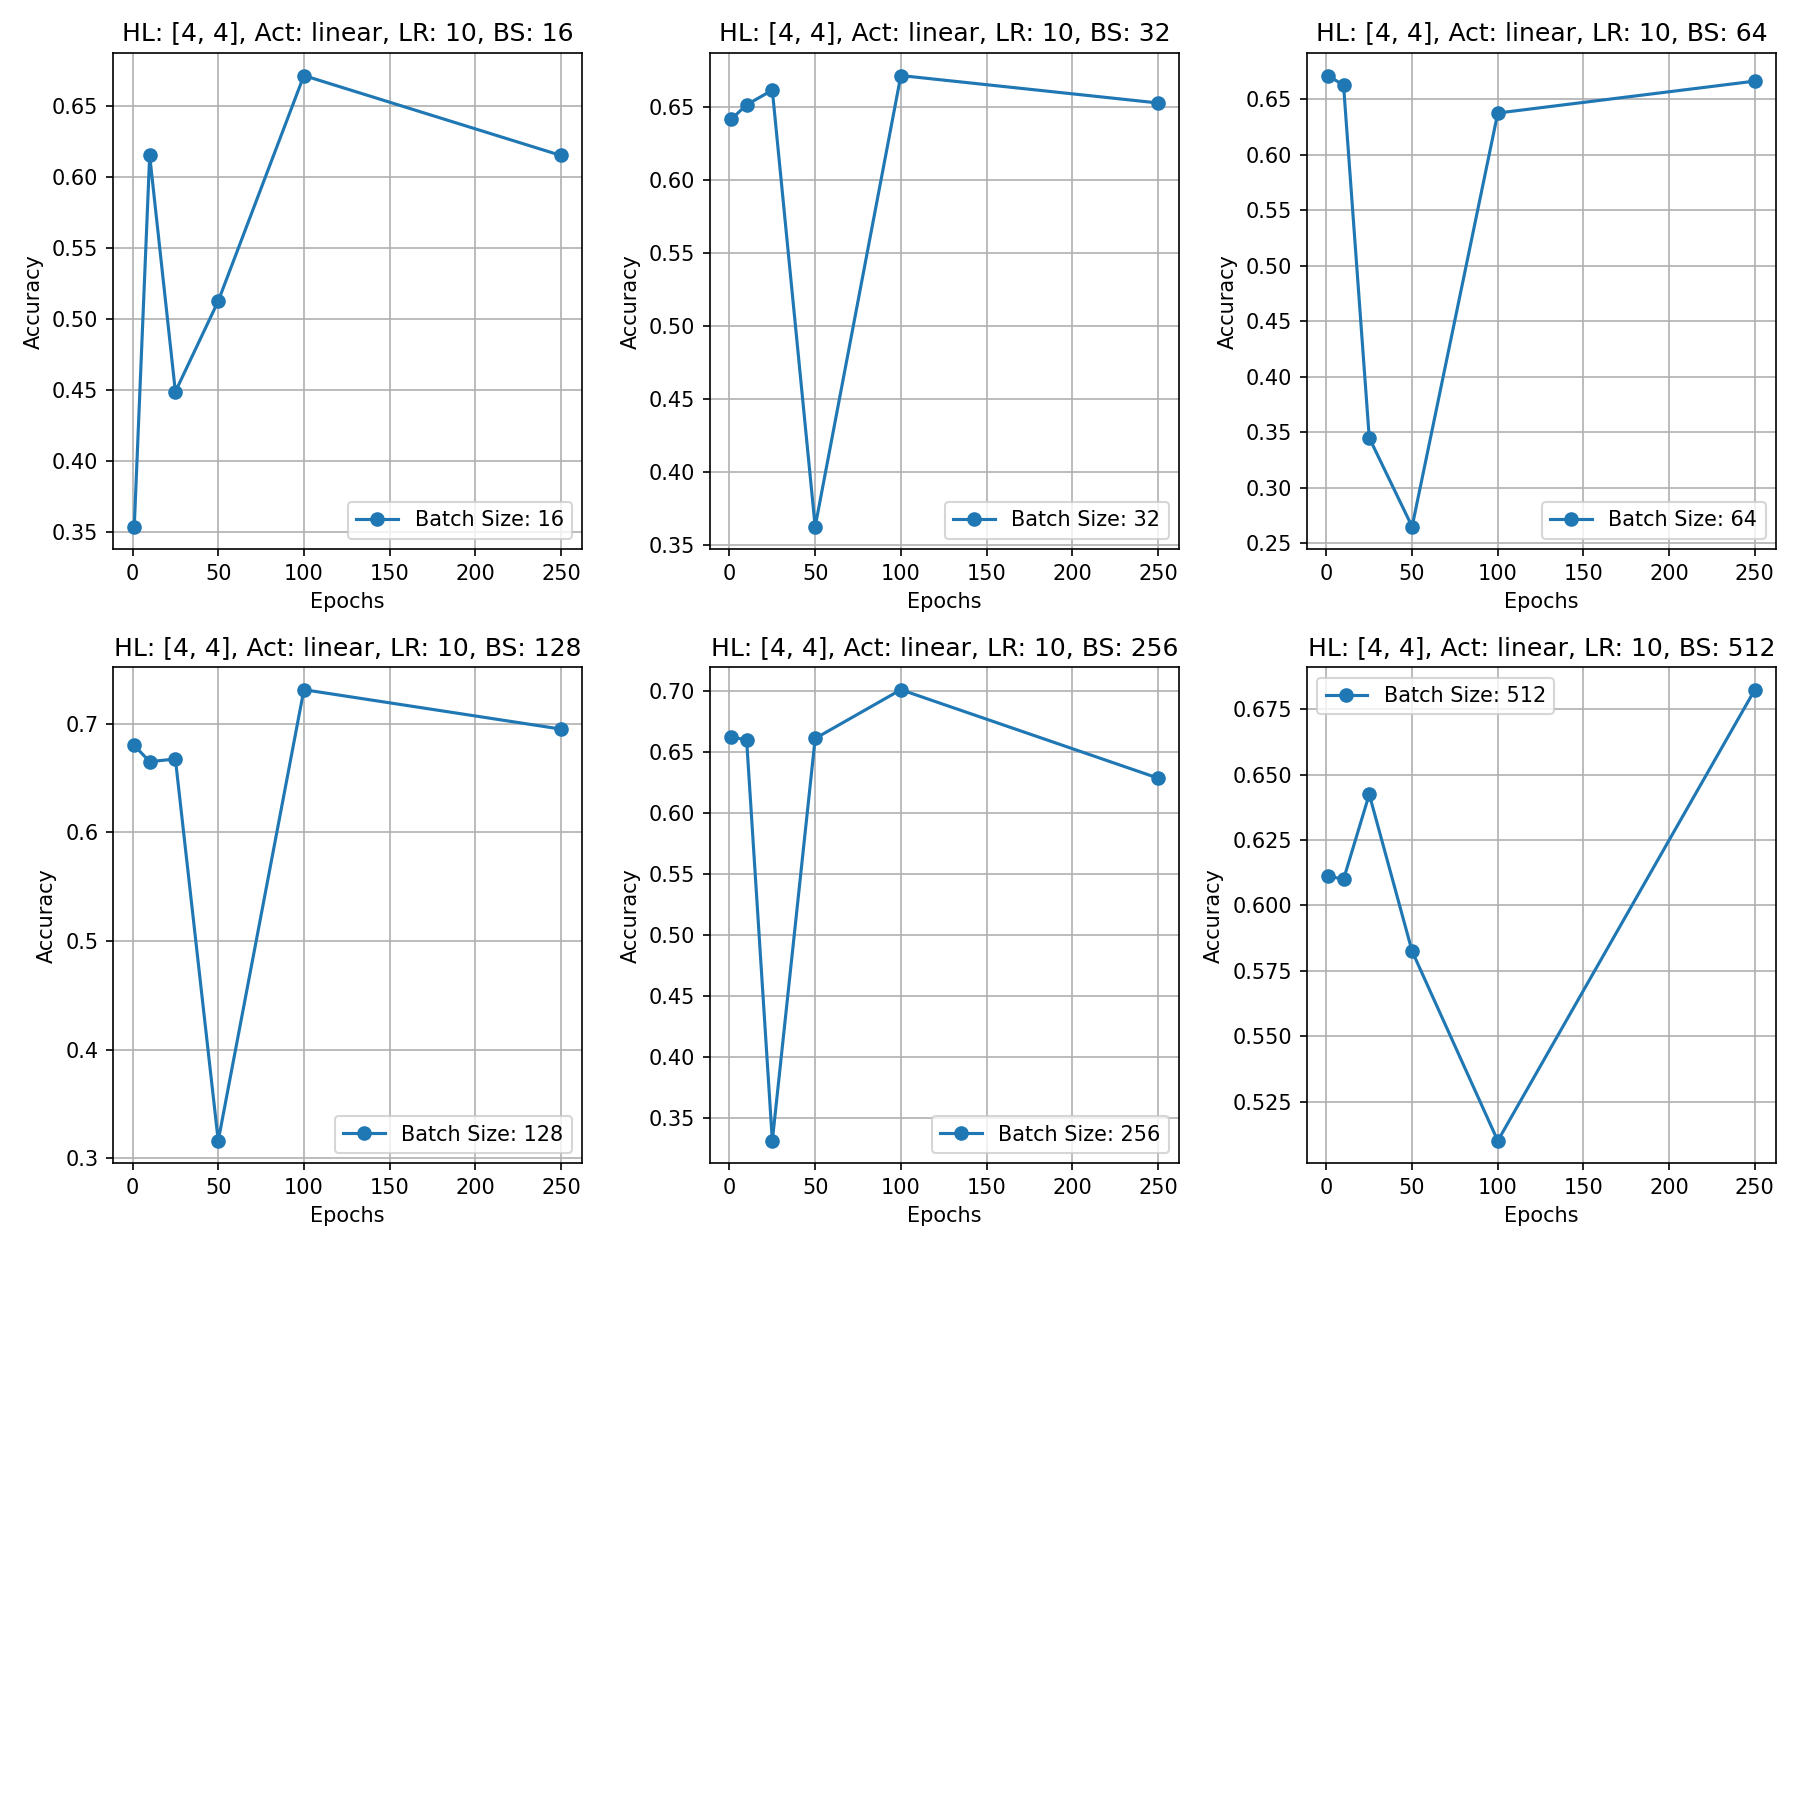 HL: [4, 4], Act: linear, LR: 10, BS: 16
Accuracy
0.65
0.60
0.55
0.50
0.45
0.40
0.35
Batch Size: 16
0 50 100 150 200 250
Epochs
HL: [4, 4], Act: linear, LR: 10, BS: 32
Accuracy
0.65
0.60
0.55
0.50
0.45
0.40
0.35
Batch Size: 32
0 50 100 150 200 250
Epochs
HL: [4, 4], Act: linear, LR: 10, BS: 64
Accuracy
0.65
0.60
0.55
0.50
0.45
0.40
0.35
0.30
0.25
Batch Size: 64
0 50 100 150 200 250
Epochs
HL: [4, 4], Act: linear, LR: 10, BS: 128
Accuracy
0.7
0.6
0.5
0.4
0.3
Batch Size: 128
0 50 100 150 200 250
Epochs
HL: [4, 4], Act: linear, LR: 10, BS: 256
Accuracy
0.70
0.65
0.60
0.55
0.50
0.45
0.40
0.35
Batch Size: 256
0 50 100 150 200 250
Epochs
HL: [4, 4], Act: linear, LR: 10, BS: 512
Batch Size: 512
Accuracy
0.675
0.650
0.625
0.600
0.575
0.550
0.525
0 50 100 150 200 250
Epochs